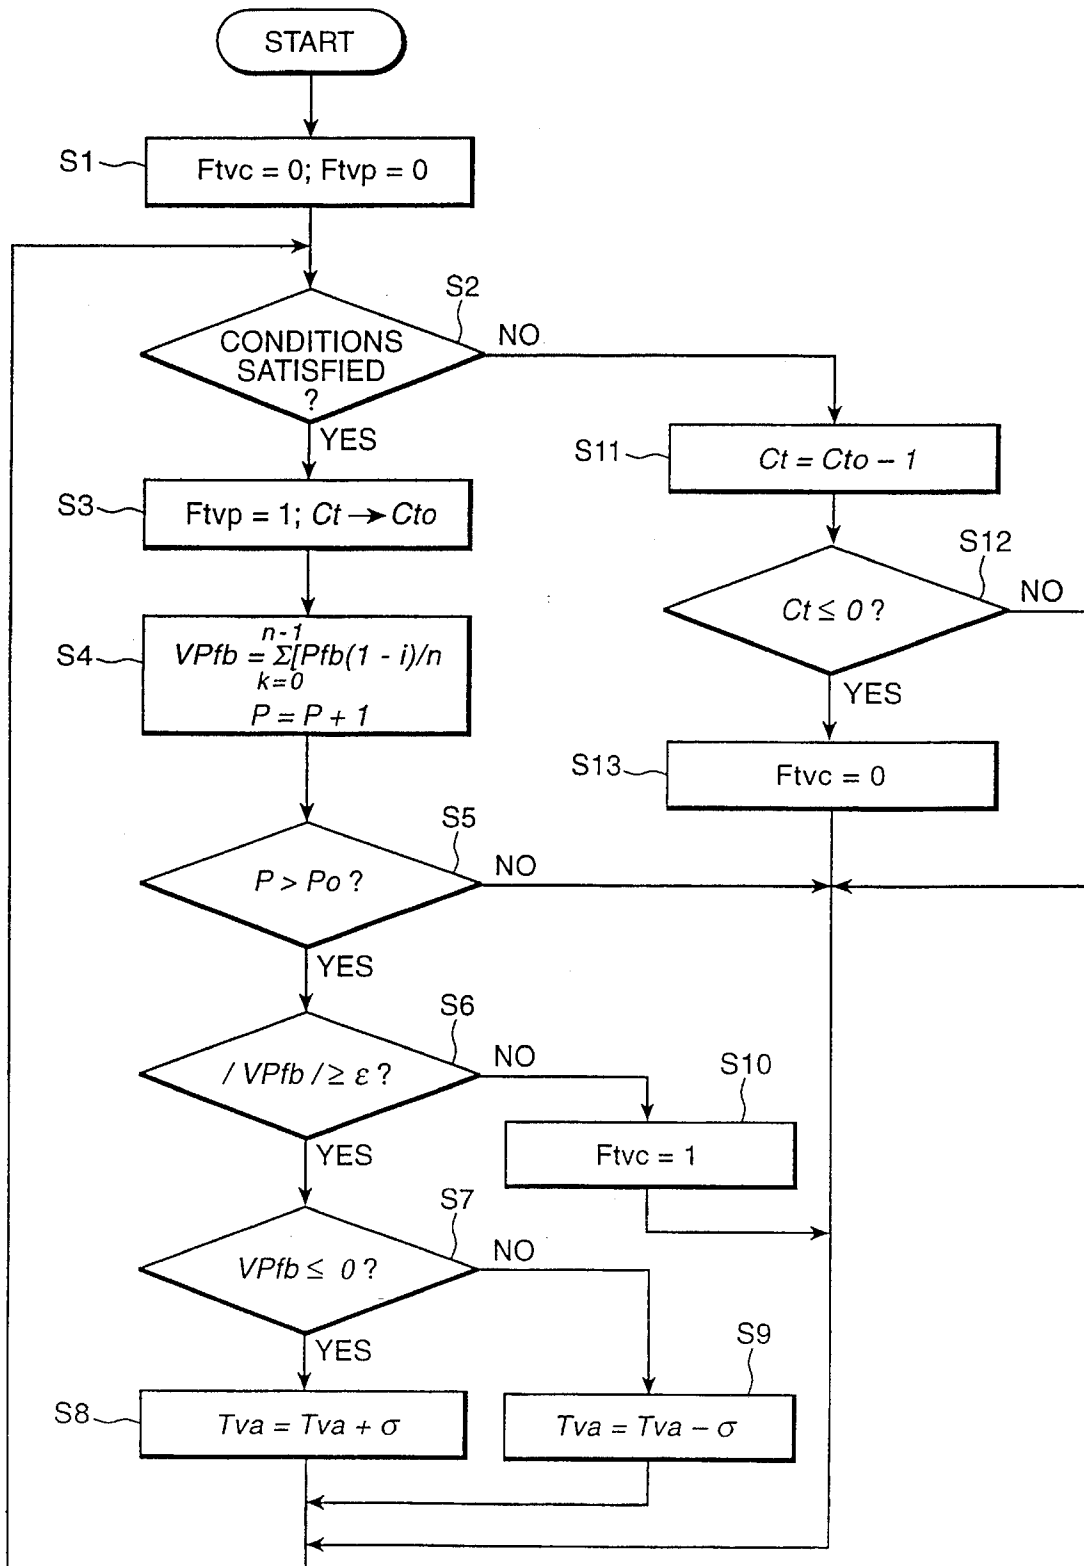 START
S1
Ftvc = 0; Ftvp = 0
S2
CONDITIONS
SATISFIED
?
NO
YES
S11
Ct = Cto – 1
S3
Ftvp = 1; Ct → Cto
S12
Ct ≤ 0 ?
NO
YES
S4
n - 1
VPfb = Σ[Pfb(1 - i)/n
k=0
P = P + 1
S13
Ftvc = 0
S5
P > Po ?
NO
YES
S6
/ VPfb / ≥ ε ?
NO
YES
S10
Ftvc = 1
S7
VPfb ≤ 0 ?
NO
YES
S9
S8
Tva = Tva + σ
Tva = Tva – σ